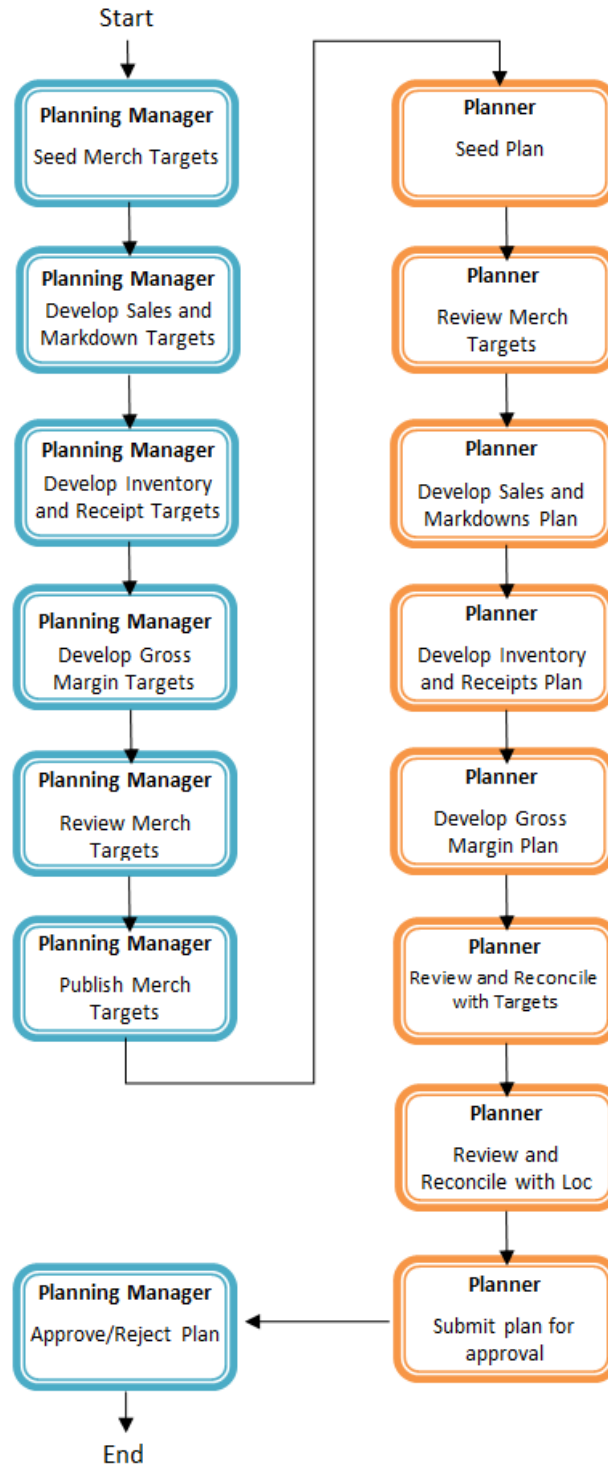 Start
Planning Manager
Seed Merch Targets
Planning Manager
Develop Sales and
Markdown Targets
Planning Manager
Develop Inventory
and Receipt Targets
Planning Manager
Develop Gross
Margin Targets
Planning Manager
Review Merch
Targets
Planning Manager
Publish Merch
Targets
Planner
Seed Plan
Planner
Review Merch
Targets
Planner
Develop Sales and
Markdowns Plan
Planner
Develop Inventory
and Receipts Plan
Planner
Develop Gross
Margin Plan
Planner
Review and Reconcile
with Targets
Planner
Review and
Reconcile with Loc
Planner
Submit plan for
approval
Planning Manager
Approve/Reject Plan
End